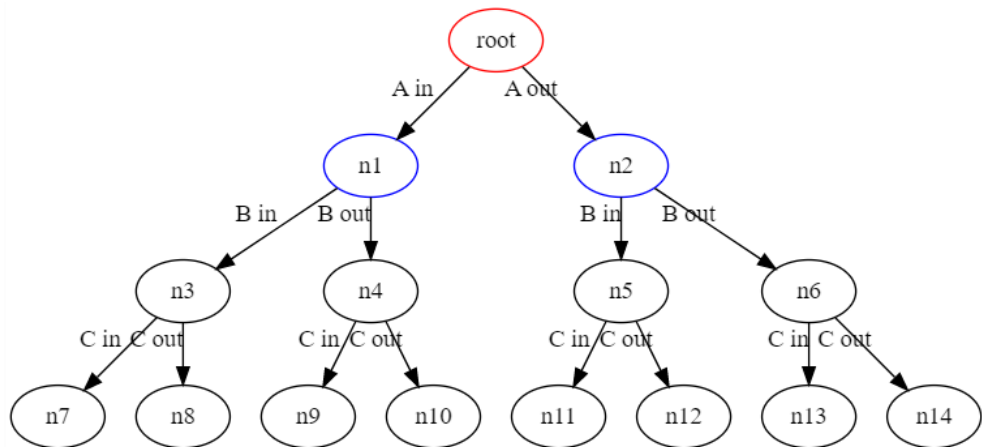 root
A in A out
n1 n2
B in B out B in B out
n3 n4 n5 n6
C in C out C in C out C in C out C in C out
n7 n8 n9 n10 n11 n12 n13 n14